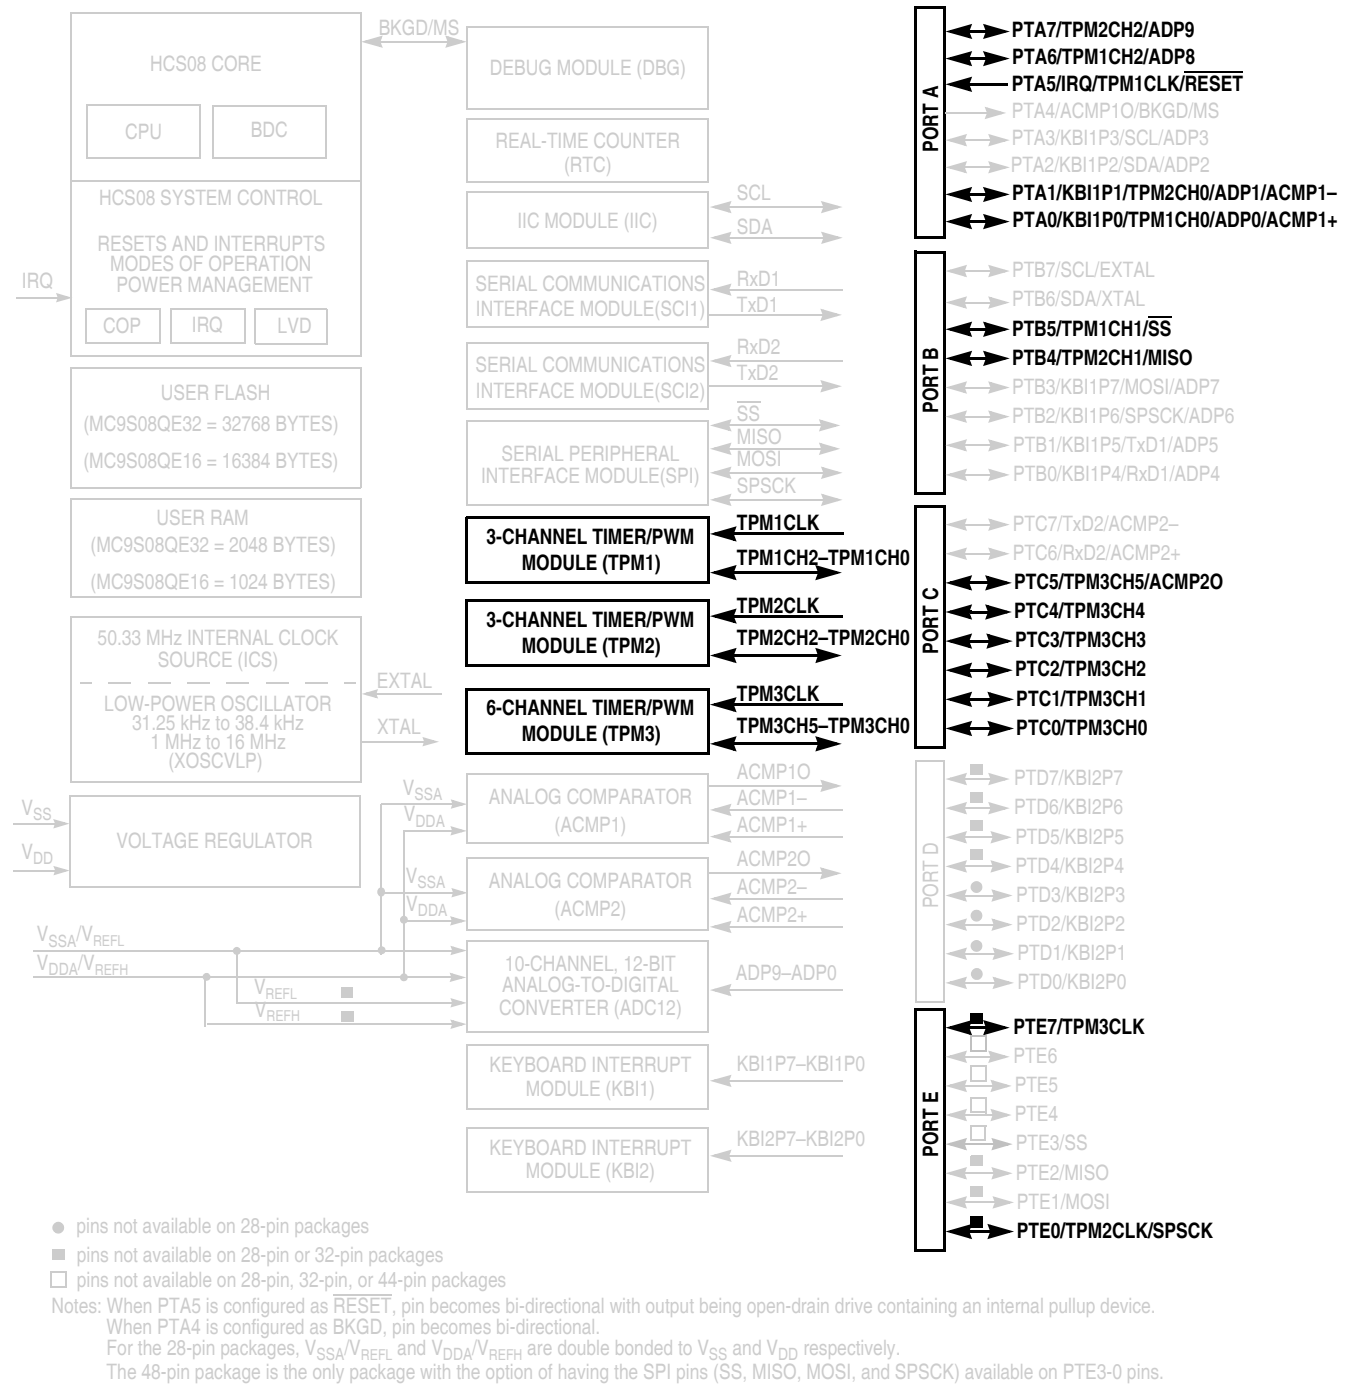 BKGD/MS
HCS08 CORE
CPU
BDC
HCS08 SYSTEM CONTROL
RESETS AND INTERRUPTS
MODES OF OPERATION
POWER MANAGEMENT
IRQ
COP
IRQ
LVD
USER FLASH
(MC9S08QE32 = 32768 BYTES)
(MC9S08QE16 = 16384 BYTES)
USER RAM
(MC9S08QE32 = 2048 BYTES)
(MC9S08QE16 = 1024 BYTES)
50.33 MHz INTERNAL CLOCK
SOURCE (ICS)
LOW-POWER OSCILLATOR
31.25 kHz to 38.4 kHz
1 MHz to 16 MHz
(XOSCVLP)
EXTAL
XTAL
VSS
VDD
VOLTAGE REGULATOR
VSSA/VREFL
VDDA/VREFH
VSSA
VDDA
VSSA
VDDA
VREFL
VREFH
DEBUG MODULE (DBG)
REAL-TIME COUNTER
(RTC)
IIC MODULE (IIC)
SCL
SDA
SERIAL COMMUNICATIONS
INTERFACE MODULE(SCI1)
RxD1
TxD1
SERIAL COMMUNICATIONS
INTERFACE MODULE(SCI2)
RxD2
TxD2
SERIAL PERIPHERAL
INTERFACE MODULE(SPI)
SS
MISO
MOSI
SPSCK
3-CHANNEL TIMER/PWM
MODULE (TPM1)
TPM1CLK
TPM1CH2–TPM1CH0
3-CHANNEL TIMER/PWM
MODULE (TPM2)
TPM2CLK
TPM2CH2–TPM2CH0
6-CHANNEL TIMER/PWM
MODULE (TPM3)
TPM3CLK
TPM3CH5–TPM3CH0
ANALOG COMPARATOR
(ACMP1)
ACMP1O
ACMP1–
ACMP1+
ANALOG COMPARATOR
(ACMP2)
ACMP2O
ACMP2–
ACMP2+
10-CHANNEL, 12-BIT
ANALOG-TO-DIGITAL
CONVERTER (ADC12)
ADP9–ADP0
KEYBOARD INTERRUPT
MODULE (KBI1)
KBI1P7–KBI1P0
KEYBOARD INTERRUPT
MODULE (KBI2)
KBI2P7–KBI2P0
PORT A
PTA7/TPM2CH2/ADP9
PTA6/TPM1CH2/ADP8
PTA5/IRQ/TPM1CLK/RESET
PTA4/ACMP1O/BKGD/MS
PTA3/KBI1P3/SCL/ADP3
PTA2/KBI1P2/SDA/ADP2
PTA1/KBI1P1/TPM2CH0/ADP1/ACMP1–
PTA0/KBI1P0/TPM1CH0/ADP0/ACMP1+
PORT B
PTB7/SCL/EXTAL
PTB6/SDA/XTAL
PTB5/TPM1CH1/SS
PTB4/TPM2CH1/MISO
PTB3/KBI1P7/MOSI/ADP7
PTB2/KBI1P6/SPSCK/ADP6
PTB1/KBI1P5/TxD1/ADP5
PTB0/KBI1P4/RxD1/ADP4
PORT C
PTC7/TxD2/ACMP2–
PTC6/RxD2/ACMP2+
PTC5/TPM3CH5/ACMP2O
PTC4/TPM3CH4
PTC3/TPM3CH3
PTC2/TPM3CH2
PTC1/TPM3CH1
PTC0/TPM3CH0
PORT D
PTD7/KBI2P7
PTD6/KBI2P6
PTD5/KBI2P5
PTD4/KBI2P4
PTD3/KBI2P3
PTD2/KBI2P2
PTD1/KBI2P1
PTD0/KBI2P0
PORT E
PTE7/TPM3CLK
PTE6
PTE5
PTE4
PTE3/SS
PTE2/MISO
PTE1/MOSI
PTE0/TPM2CLK/SPSCK
pins not available on 28-pin packages
pins not available on 28-pin or 32-pin packages
pins not available on 28-pin, 32-pin, or 44-pin packages
Notes: When PTA5 is configured as RESET, pin becomes bi-directional with output being open-drain drive containing an internal pullup device.
When PTA4 is configured as BKGD, pin becomes bi-directional.
For the 28-pin packages, VSSA/VREFL and VDDA/VREFH are double bonded to VSS and VDD respectively.
The 48-pin package is the only package with the option of having the SPI pins (SS, MISO, MOSI, and SPSCK) available on PTE3-0 pins.